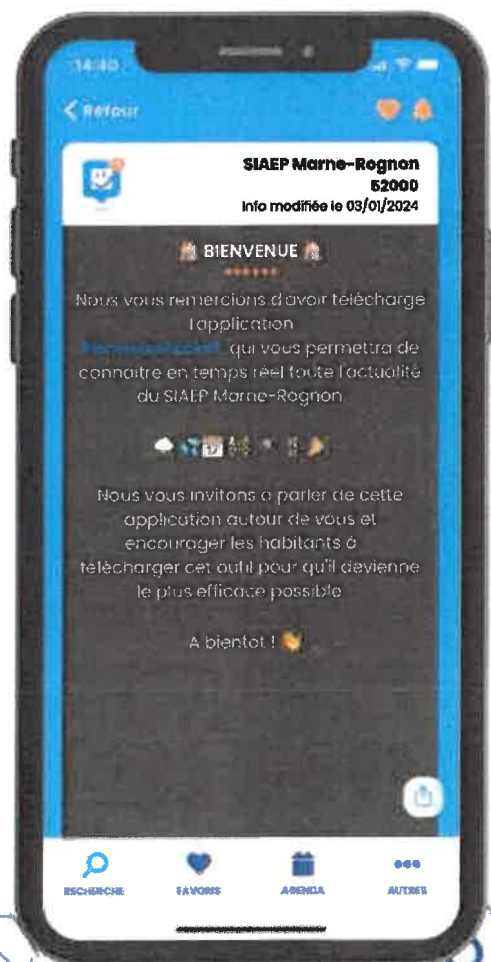 14:40
< Retour
SIAEP Marne-Rognon
52000
Info modifiée le 03/01/2024
BIENVENUE
Nous vous remercions d'avoir télécharge
l'application
qui vous permettra de
connaitre en temps réel toute l'actualité
du SIAEP Marne-Rognon
Nous vous invitons à parler de cette
application autour de vous et
encourager les habitants à
télécharger cet outil pour qu'il devienne
le plus efficace possible
A bientot !
RECHERCHE
FAVORIS
AGENDA
AUTRES